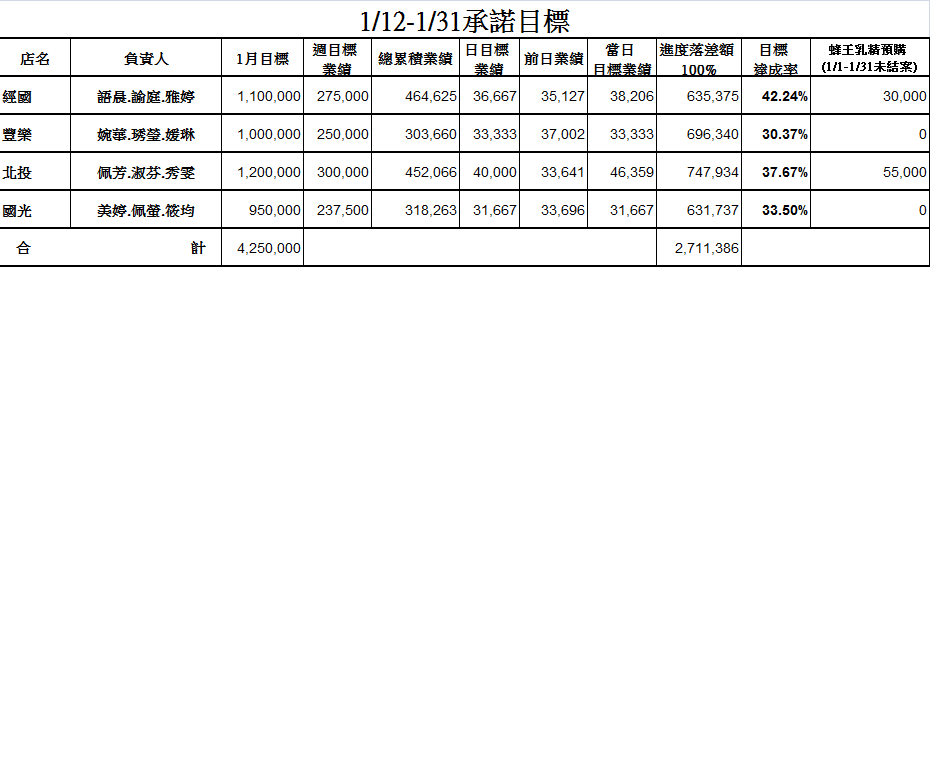 1/12-1/31承諾目標
店名 負責人 1月目標 週目標業績 總累積業績 日目標業績 前日業績 當日目標業績 進度落差額100% 目標達成率 蜂王乳精預購(1/1-1/31未結案)
經國 語晨.諭庭.雅婷 1,100,000 275,000 464,625 36,667 35,127 38,206 635,375 42.24% 30,000
豐樂 婉華.琇瑩.媛琳 1,000,000 250,000 303,660 33,333 37,002 33,333 696,340 30.37% 0
北投 佩芳.淑芬.秀雯 1,200,000 300,000 452,066 40,000 33,641 46,359 747,934 37.67% 55,000
國光 美婷.佩螢.筱均 950,000 237,500 318,263 31,667 33,696 31,667 631,737 33.50% 0
合計 4,250,000 2,711,386